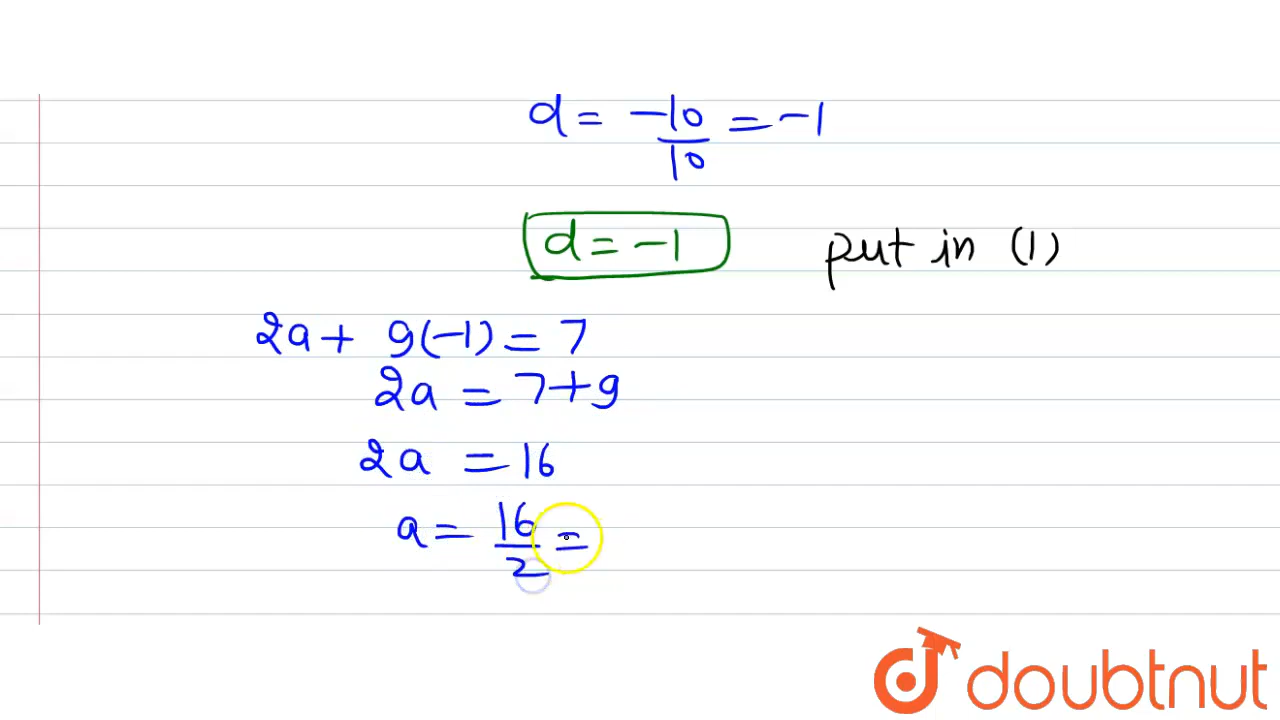 d = -10/10 = -1
d = -1 put in (1)
2a + 9(-1) = 7
2a = 7+9
2a = 16
a = 16/2 =
doubtnut